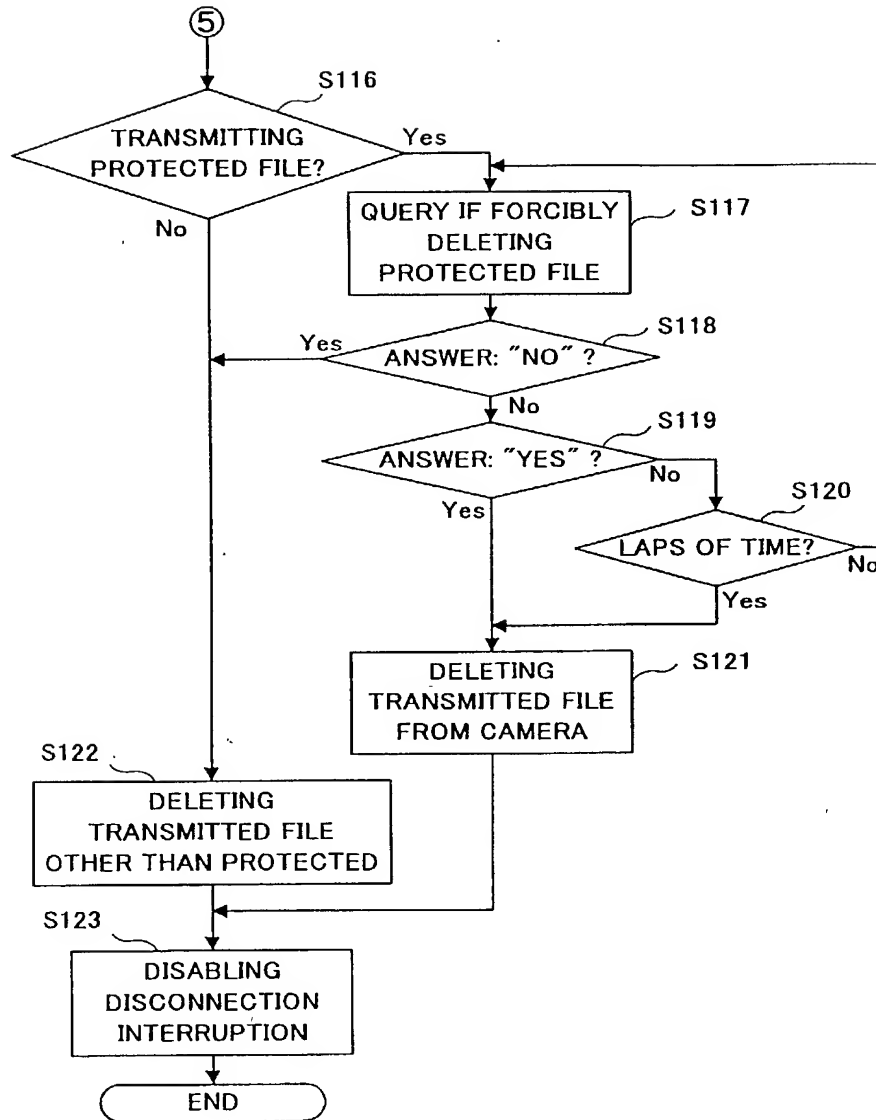 5
S116
TRANSMITTING
PROTECTED FILE?
Yes
No
QUERY IF FORCIBLY
DELETING
PROTECTED FILE
S117
S118
Yes
ANSWER: "NO" ?
No
S119
ANSWER: "YES" ?
No
Yes
S120
LAPS OF TIME?
No
Yes
DELETING
TRANSMITTED FILE
FROM CAMERA
S121
S122
DELETING
TRANSMITTED FILE
OTHER THAN PROTECTED
S123
DISABLING
DISCONNECTION
INTERRUPTION
END